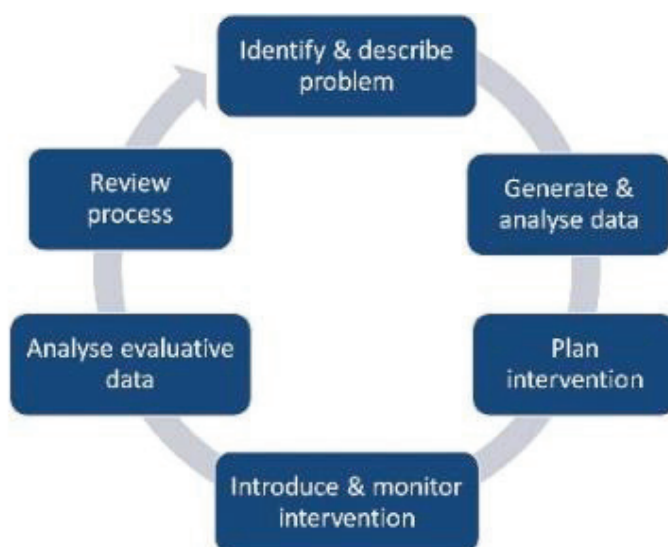 Identify & describe
problem
Generate &
analyse data
Plan
intervention
Introduce & monitor
intervention
Analyse evaluative
data
Review
process